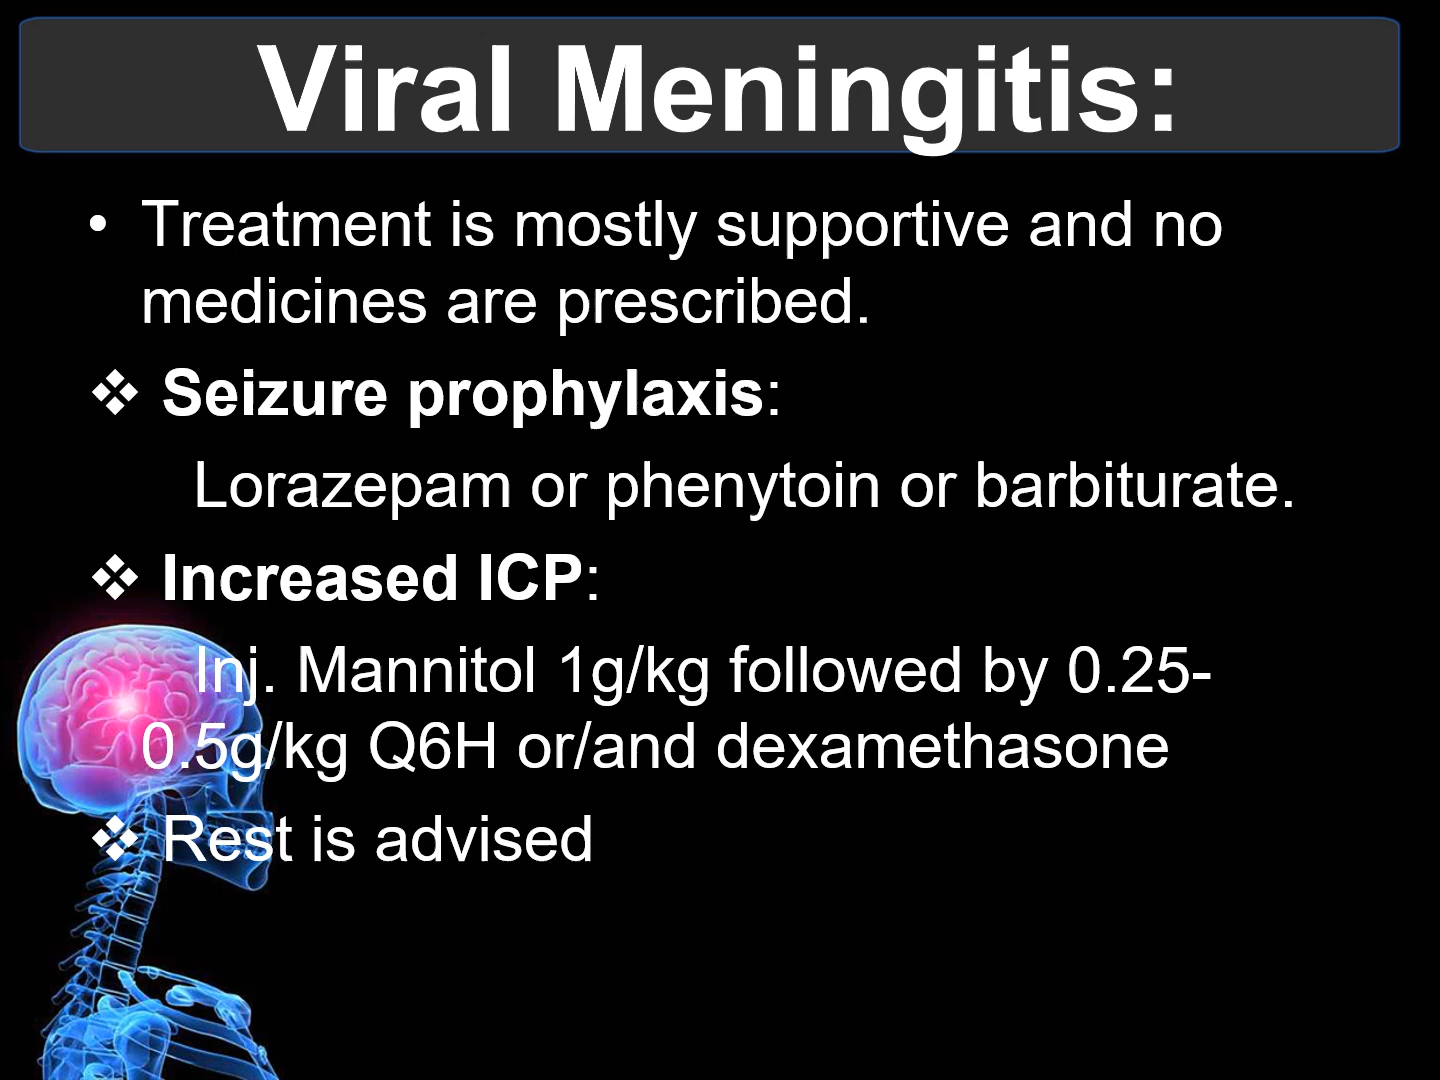 Viral Meningitis:
• Treatment is mostly supportive and no
medicines are prescribed.
❖ Seizure prophylaxis:
Lorazepam or phenytoin or barbiturate.
❖ Increased ICP:
Inj. Mannitol 1g/kg followed by 0.25-
0.5g/kg Q6H or/and dexamethasone
❖ Rest is advised